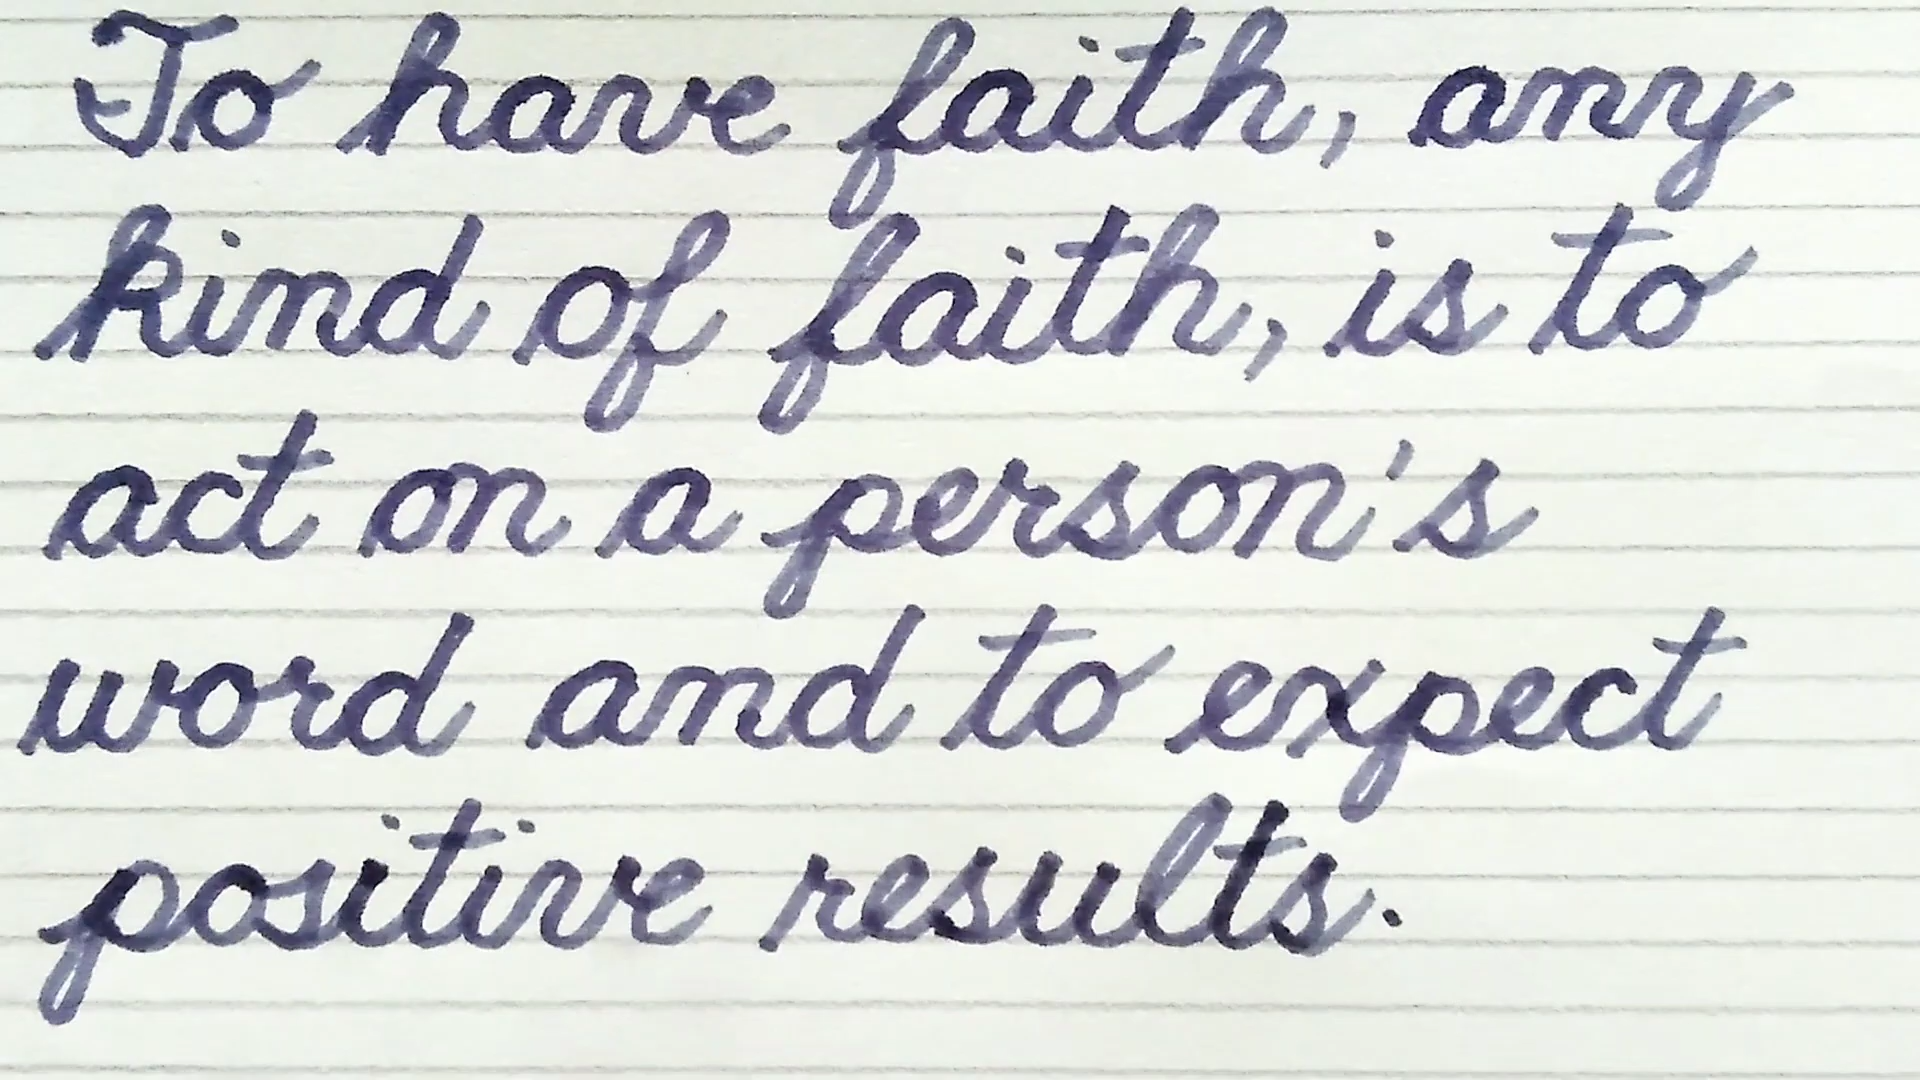 To have faith, any
kind of faith, is to
act on a person's
word and to expect
positive results.